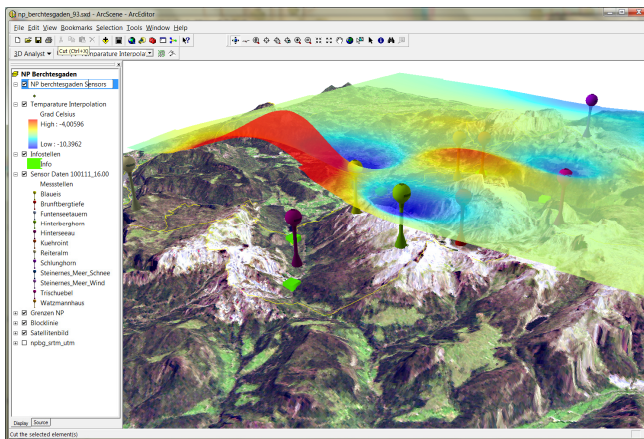 np_berchtesgaden_93.sxd - ArcScene - ArcEditor
File Edit View Bookmarks Selection Tools Window Help
3D Analyst
Cut (Ctrl+X)
mparature Interpola
NP Berchtesgaden
NP berchtesgaden Sensors
Temparature Interpolation
Grad Celsius
High : -4,00596
Low : -10,3962
Infostellen
Info
Sensor Daten 100111_16.00
Messstellen
Blaueis
Brunftbergtiefe
Funtenseetauern
Hinterberghorn
Hinterseeau
Kuehroint
Reiteralm
Schlunghorn
Steinernes_Meer_Schnee
Steinernes_Meer_Wind
Trischuebel
Watzmannhaus
Grenzen NP
Blocklinie
Satellitenbild
npbg_srtm_utm
Display Source
Cut the selected element(s)